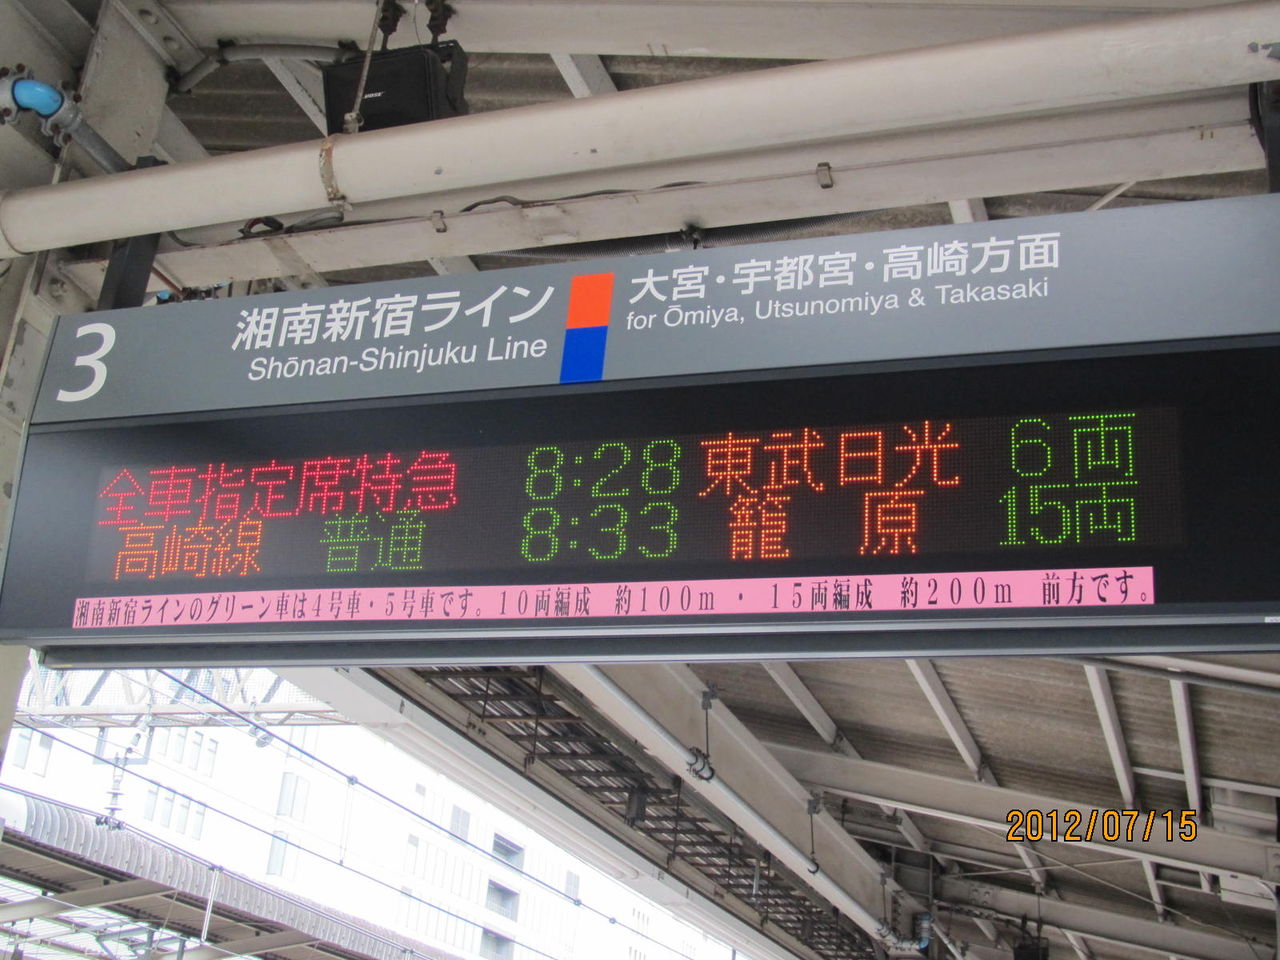 BOSE
3 湘南新宿ライン 大宮・宇都宮・高崎方面
Shōnan-Shinjuku Line for Ōmiya, Utsunomiya & Takasaki
全車指定席特急 8:28 東武日光 6両
高崎線 普通 8:33 籠原 15両
湘南新宿ラインのグリーン車は4号車・5号車です。10両編成 約100m ・ 15両編成 約200m 前方です。
2012/07/15